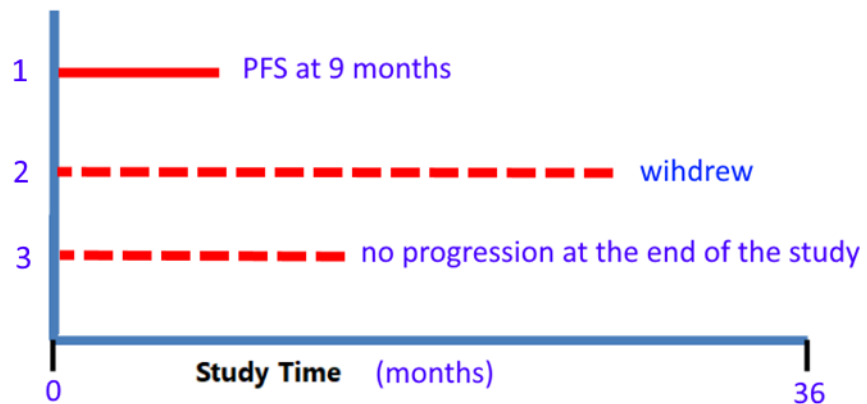 1 PFS at 9 months
2 wihdrew
3 no progression at the end of the study
Study Time (months)
0 36